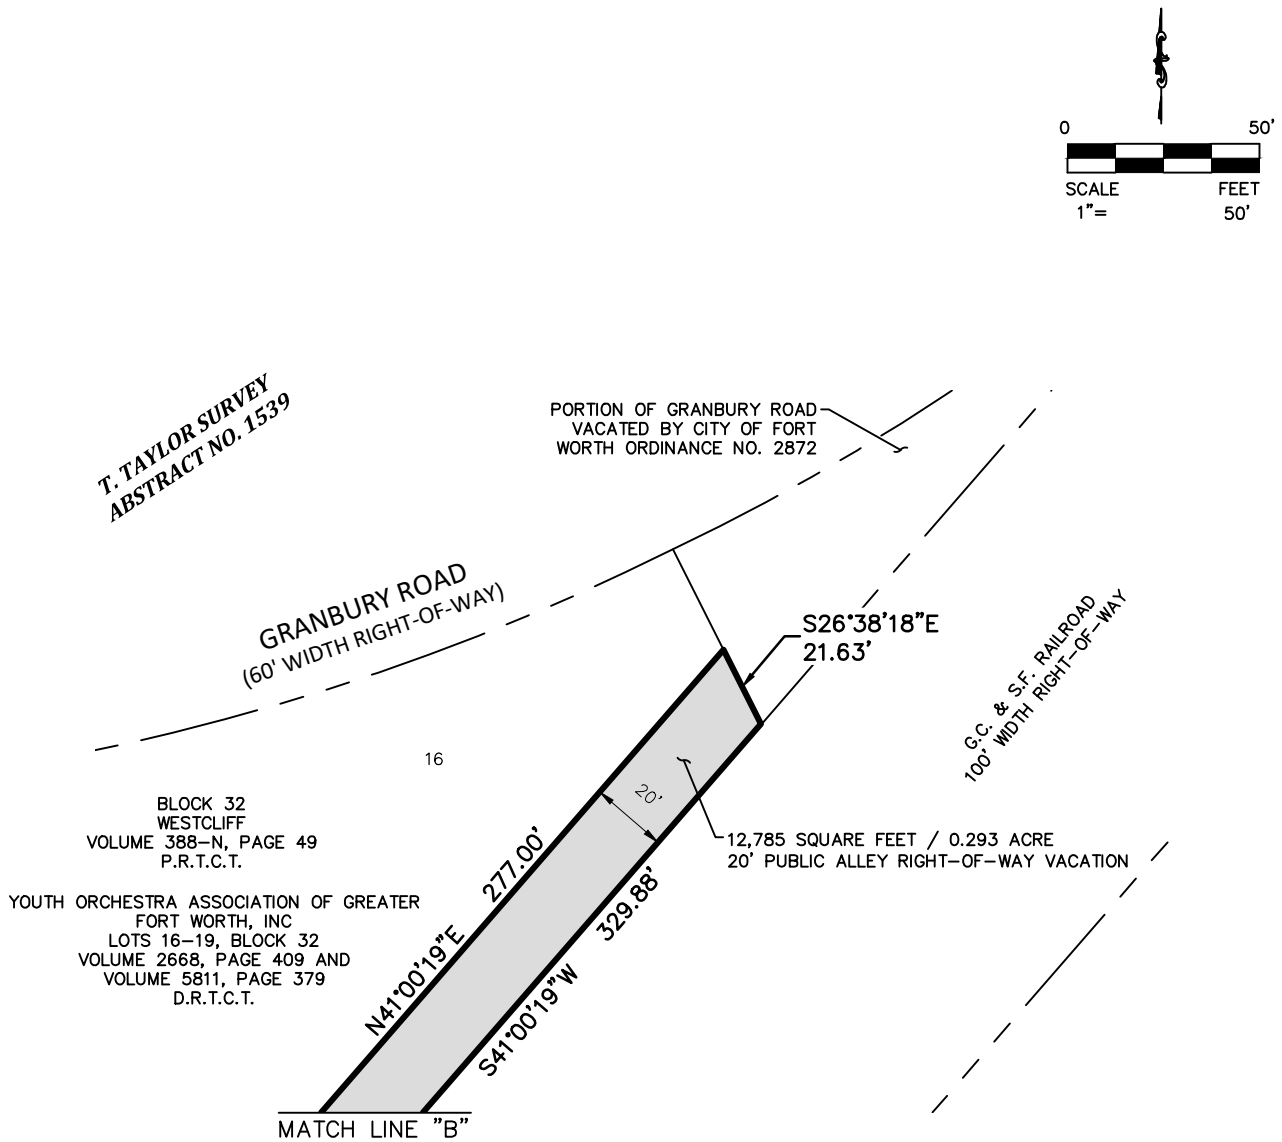 0 50'
SCALE FEET
1"= 50'
T. TAYLOR SURVEY
ABSTRACT NO. 1539
PORTION OF GRANBURY ROAD
VACATED BY CITY OF FORT
WORTH ORDINANCE NO. 2872
GRANBURY ROAD
(60' WIDTH RIGHT-OF-WAY)
S26°38'18"E
21.63'
G.C. & S.F. RAILROAD
100' WIDTH RIGHT-OF-WAY
16
20'
BLOCK 32
WESTCLIFF
VOLUME 388-N, PAGE 49
P.R.T.C.T.
12,785 SQUARE FEET / 0.293 ACRE
20' PUBLIC ALLEY RIGHT-OF-WAY VACATION
YOUTH ORCHESTRA ASSOCIATION OF GREATER
FORT WORTH, INC
LOTS 16-19, BLOCK 32
VOLUME 2668, PAGE 409 AND
VOLUME 5811, PAGE 379
D.R.T.C.T.
N41°00'19"E 277.00'
S41°00'19"W 329.88'
MATCH LINE "B"